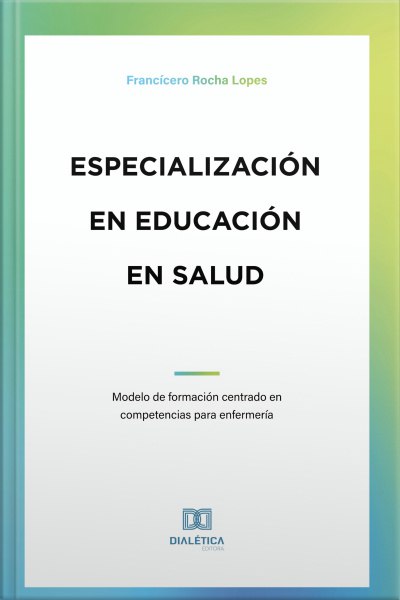 Francícero Rocha Lopes
ESPECIALIZACIÓN
EN EDUCACIÓN
EN SALUD
Modelo de formación centrado en
competencias para enfermería
DIALÉTICA
EDITORA